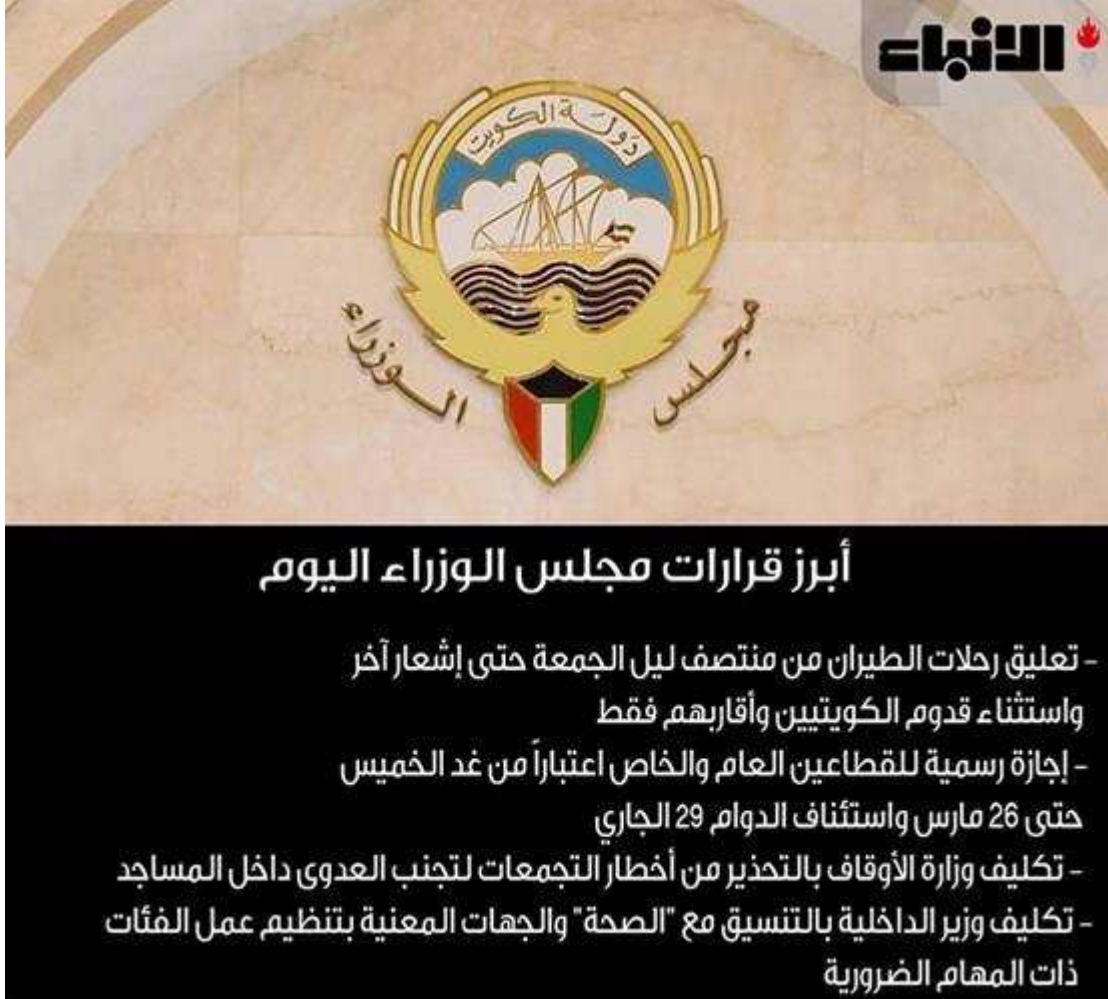 الأنباء
دولة الكويت
مجلس الوزراء
أبرز قرارات مجلس الوزراء اليوم
- تعليق رحلات الطيران من منتصف ليل الجمعة حتى إشعار آخر
واستثناء قدوم الكويتيين وأقاربهم فقط
- إجازة رسمية للقطاعين العام والخاص اعتباراً من غد الخميس
حتى 26 مارس واستئناف الدوام 29 الجاري
- تكليف وزارة الأوقاف بالتحذير من أخطار التجمعات لتجنب العدوى داخل المساجد
- تكليف وزير الداخلية بالتنسيق مع "الصحة" والجهات المعنية بتنظيم عمل الفئات
ذات المهام الضرورية